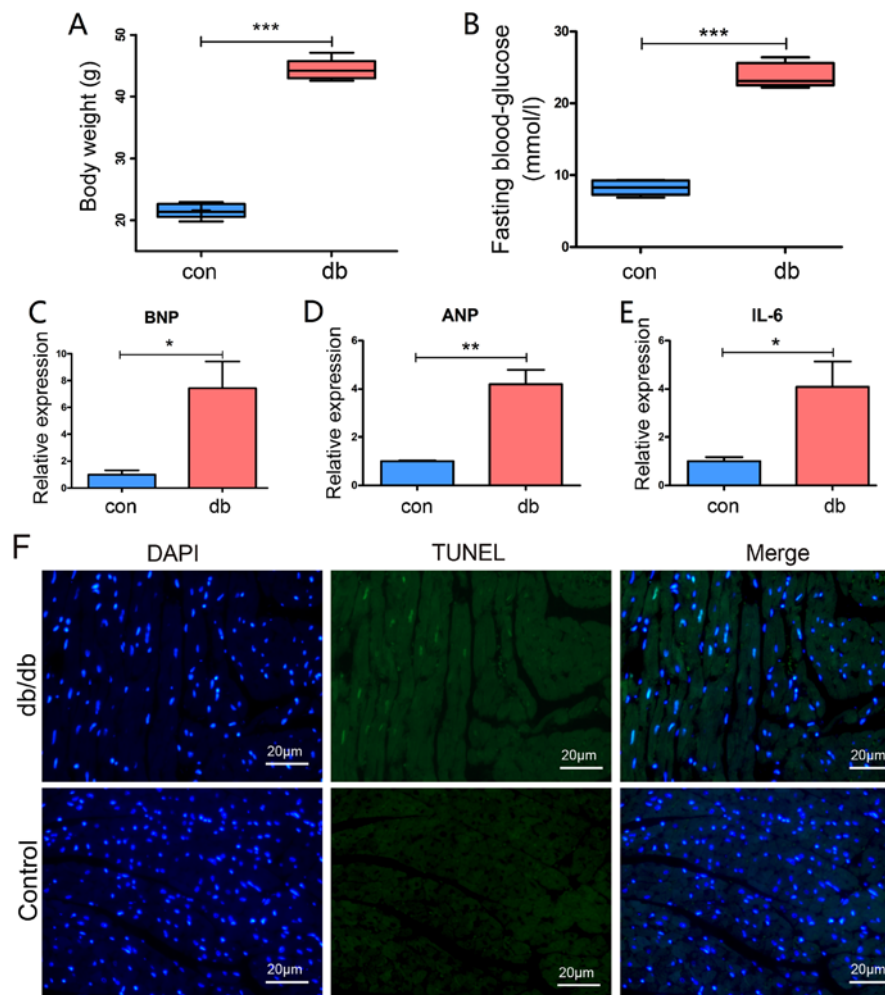 A
Body weight (g)
50
40
30
20
***
con
db
B
Fasting blood-glucose
(mmol/l)
30
20
10
0
***
con
db
C
BNP
Relative expression
10
8
6
4
2
0
*
con
db
D
ANP
Relative expression
6
4
2
0
**
con
db
E
IL-6
Relative expression
6
4
2
0
*
con
db
F
DAPI
TUNEL
Merge
db/db
20μm
20μm
20μm
Control
20μm
20μm
20μm